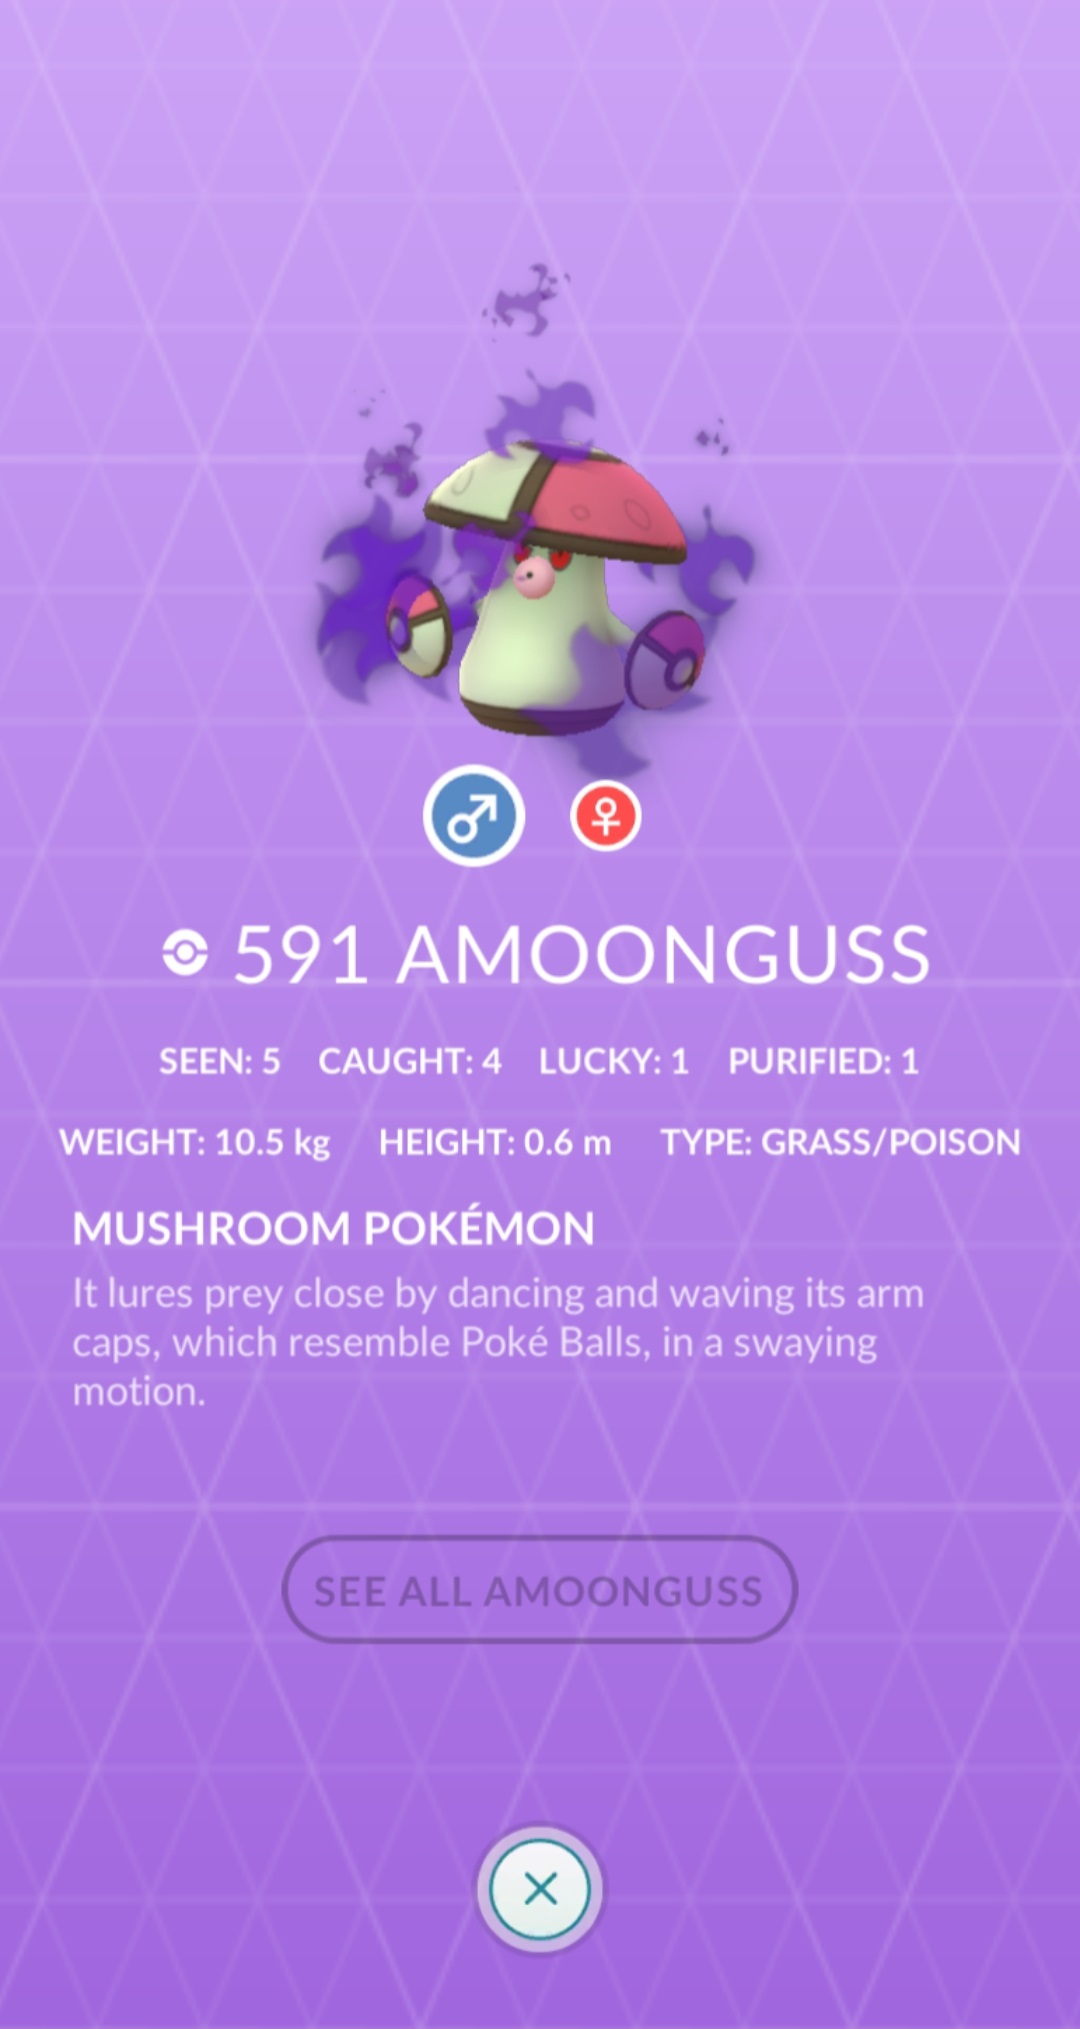 591 AMOONGUSS
SEEN: 5 CAUGHT: 4 LUCKY: 1 PURIFIED: 1
WEIGHT: 10.5 kg HEIGHT: 0.6 m TYPE: GRASS/POISON
MUSHROOM POKÉMON
It lures prey close by dancing and waving its arm
caps, which resemble Poké Balls, in a swaying
motion.
SEE ALL AMOONGUSS